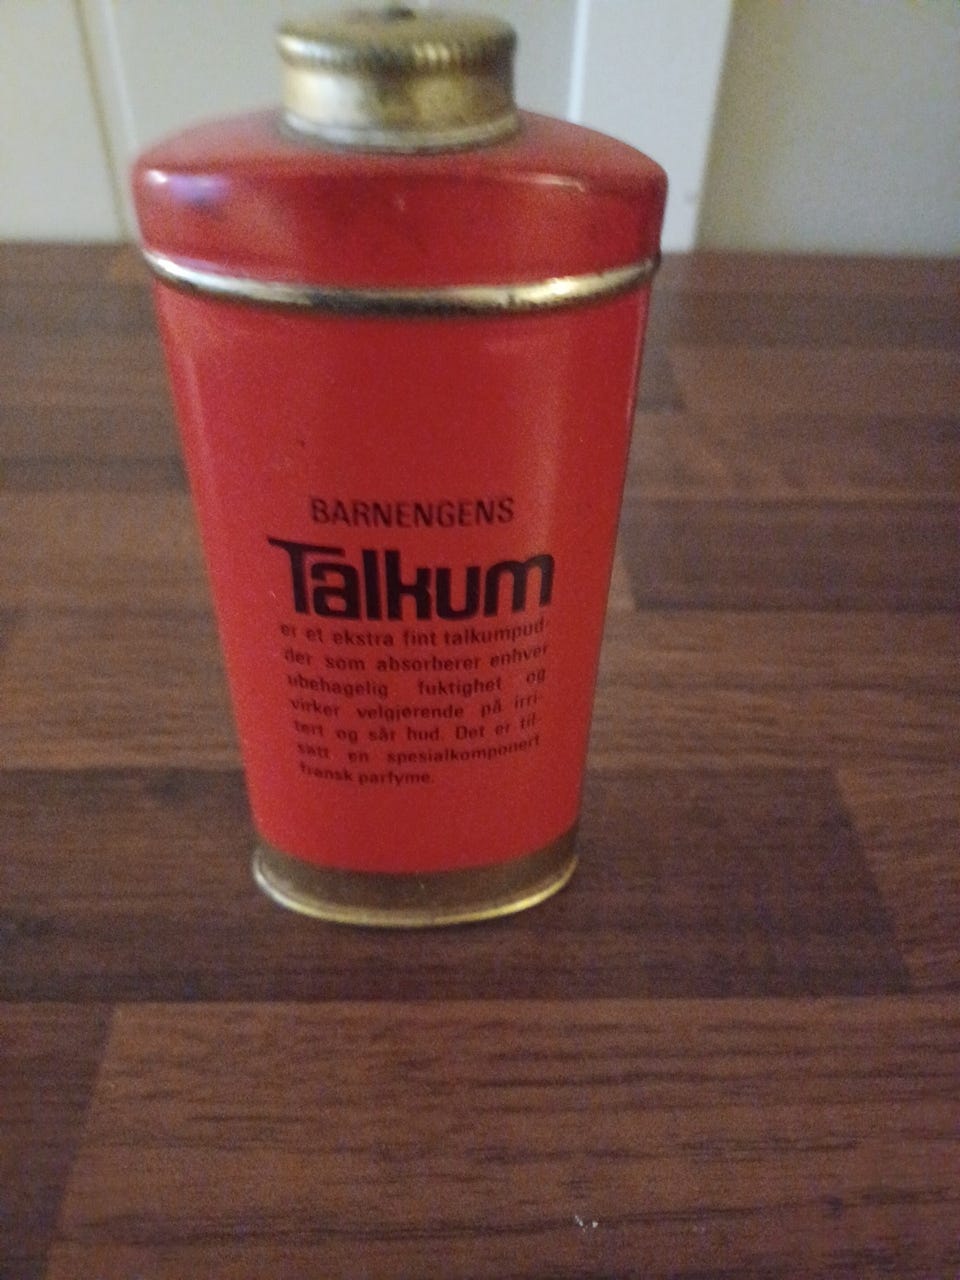 BARNENGENS
Talkum
er et ekstra fint talkumpud-
der som absorberer enhver
ubehagelig fuktighet og
virker velgjørende på irri-
tert og sår hud. Det er til-
satt en spesialkomponert
fransk parfyme.